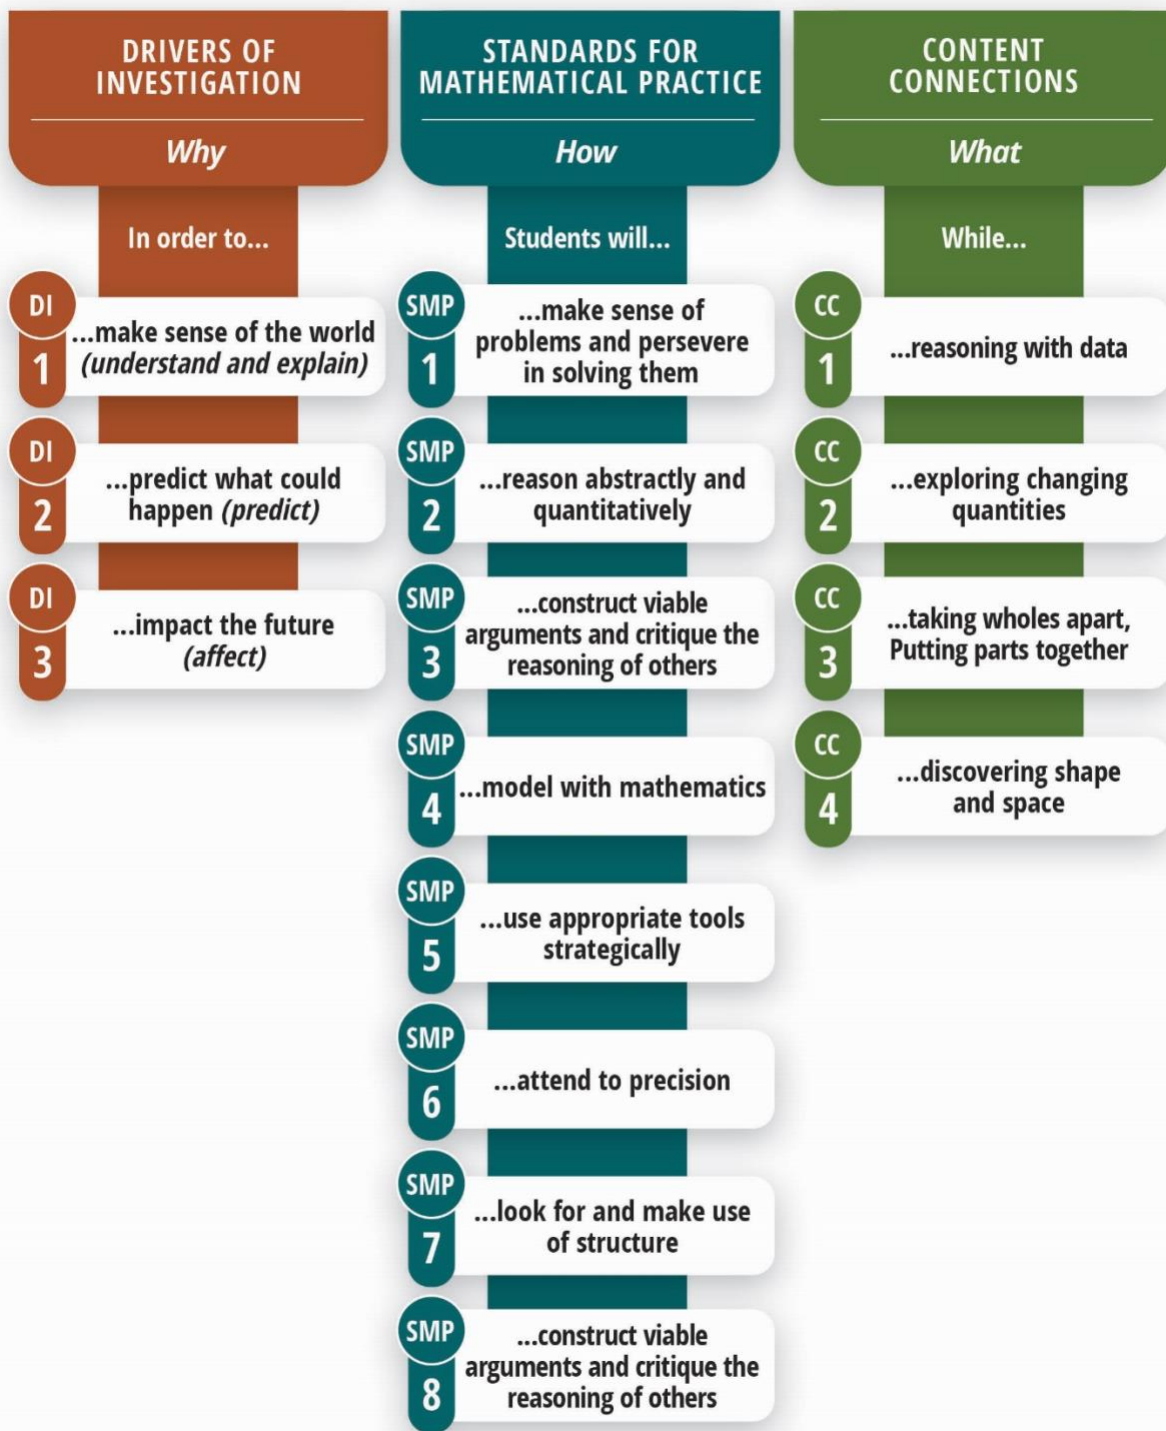 DRIVERS OF
INVESTIGATION
Why
In order to...
DI
1
...make sense of the world
(understand and explain)
DI
2
...predict what could
happen (predict)
DI
3
...impact the future
(affect)
STANDARDS FOR
MATHEMATICAL PRACTICE
How
Students will...
SMP
1
...make sense of
problems and persevere
in solving them
SMP
2
...reason abstractly and
quantitatively
SMP
3
...construct viable
arguments and critique the
reasoning of others
SMP
4
...model with mathematics
SMP
5
...use appropriate tools
strategically
SMP
6
...attend to precision
SMP
7
...look for and make use
of structure
SMP
8
...construct viable
arguments and critique the
reasoning of others
CONTENT
CONNECTIONS
What
While...
CC
1
...reasoning with data
CC
2
...exploring changing
quantities
CC
3
...taking wholes apart,
Putting parts together
CC
4
...discovering shape
and space